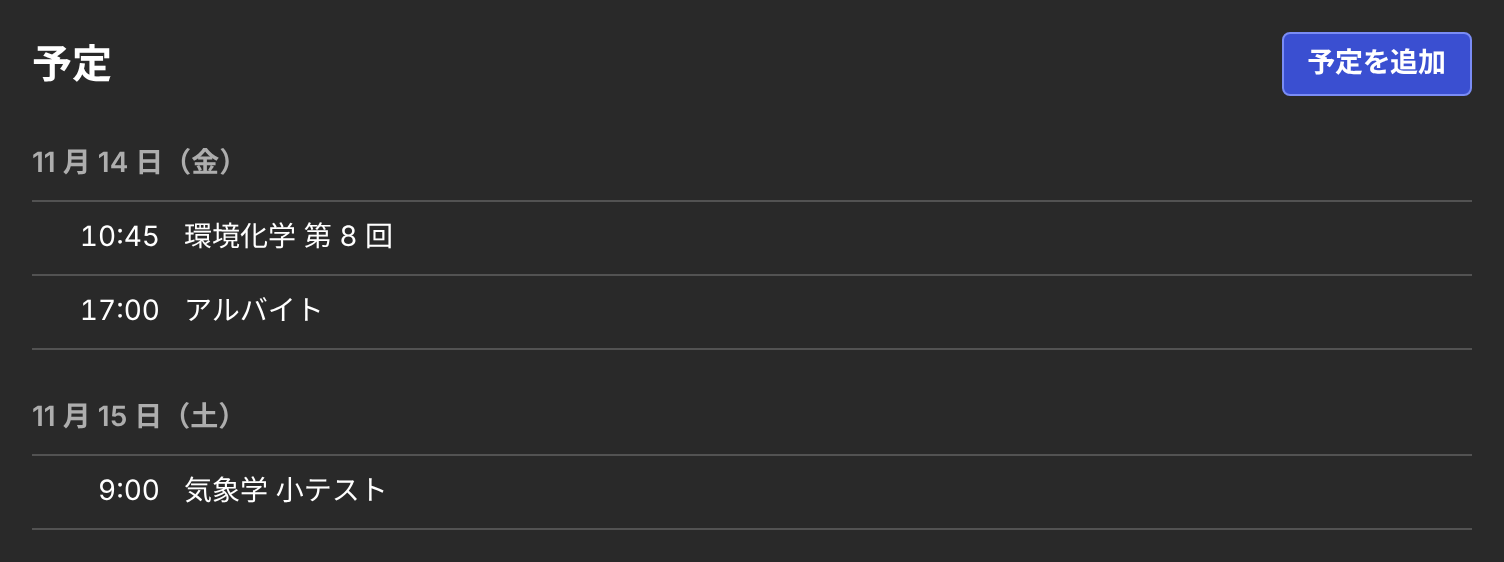 予定
予定を追加
11 月 14 日（金）
10:45 環境化学 第 8 回
17:00 アルバイト
11 月 15 日（土）
9:00 気象学 小テスト